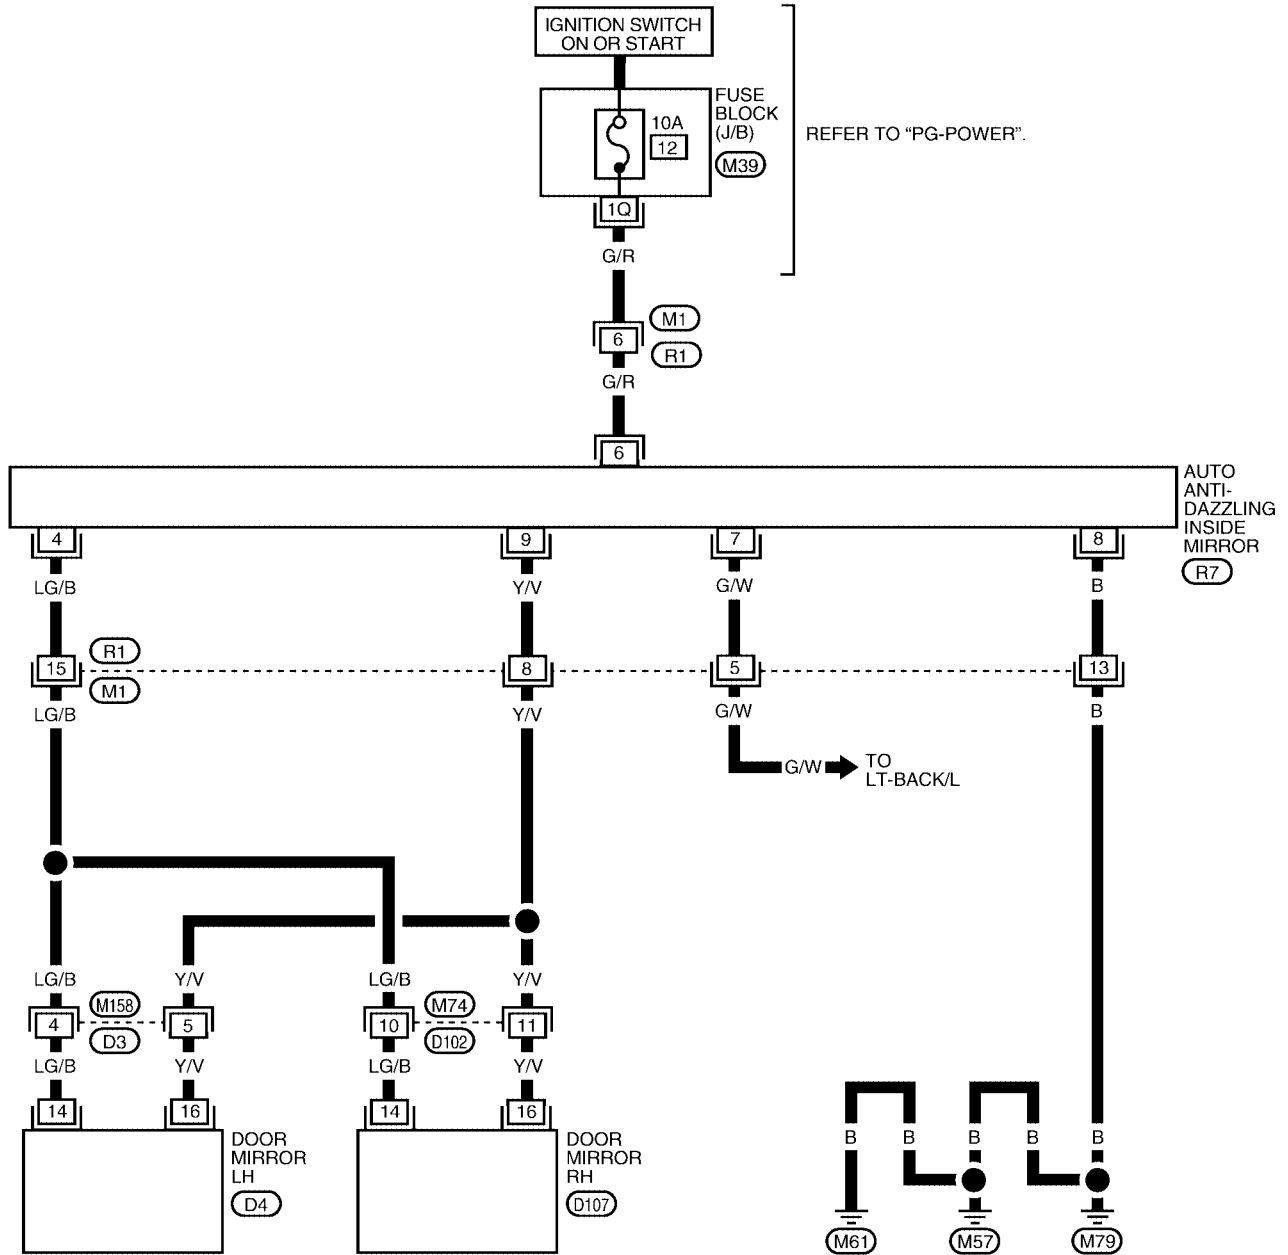 IGNITION SWITCH
ON OR START
FUSE
BLOCK
(J/B)
M39
10A
12
REFER TO “PG-POWER”.
1Q
G/R
M1
6
R1
G/R
6
AUTO
ANTI-
DAZZLING
INSIDE
MIRROR
R7
4 9 7 8
LG/B Y/V G/W B
R1
15 8 5 13
M1
LG/B Y/V G/W B
G/W
TO
LT-BACK/L
LG/B Y/V LG/B Y/V
M158 M74
4 5 10 11
D3 D102
LG/B Y/V LG/B Y/V
14 16 14 16
DOOR
MIRROR
LH
D4
DOOR
MIRROR
RH
D107
B B B B B
M61 M57 M79